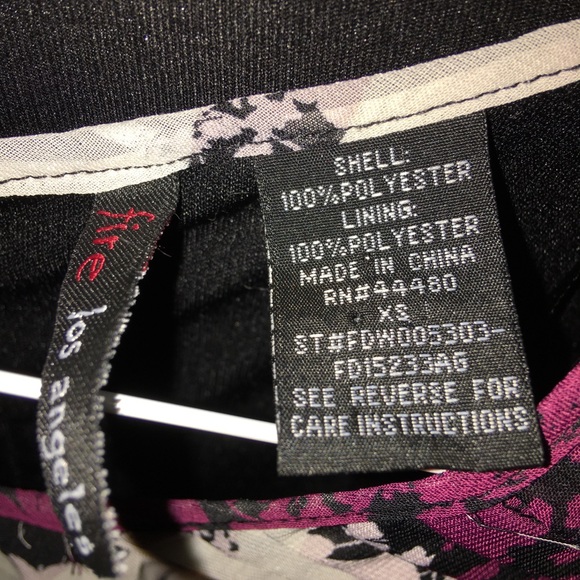 fire los angeles
SHELL:
100%POLYESTER
LINING:
100%POLYESTER
MADE IN CHINA
RN#44480
XS
ST#FDW005303-
FD15233AG
SEE REVERSE FOR
CARE INSTRUCTIONS